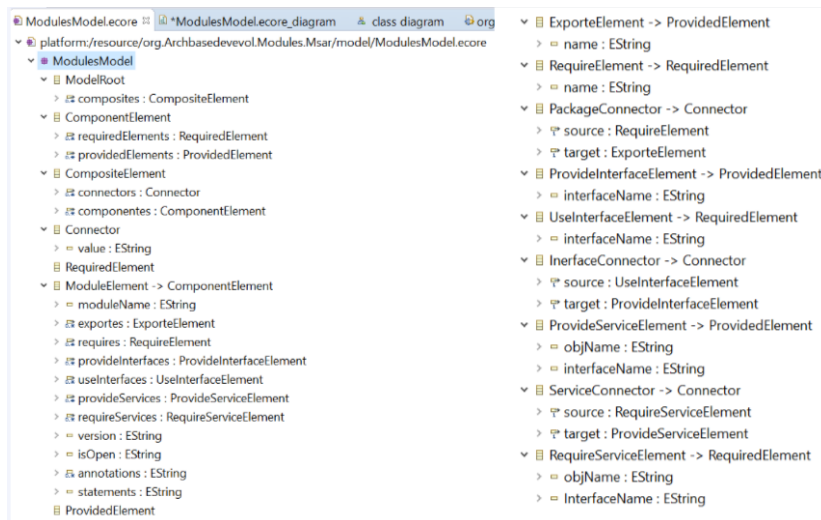 ModulesModel.ecore *ModulesModel.ecore_diagram class diagram org
platform:/resource/org.Archbasedevevol.Modules.Msar/model/ModulesModel.ecore
ModulesModel
ModelRoot
composites : CompositeElement
ComponentElement
requiredElements : RequiredElement
providedElements : ProvidedElement
CompositeElement
connectors : Connector
componentes : ComponentElement
Connector
value : EString
RequiredElement
ModuleElement -> ComponentElement
moduleName : EString
exportes : ExporteElement
requires : RequireElement
provideInterfaces : ProvideInterfaceElement
useInterfaces : UseInterfaceElement
provideServices : ProvideServiceElement
requireServices : RequireServiceElement
version : EString
isOpen : EString
annotations : EString
statements : EString
ProvidedElement
ExporteElement -> ProvidedElement
name : EString
RequireElement -> RequiredElement
name : EString
PackageConnector -> Connector
source : RequireElement
target : ExporteElement
ProvideInterfaceElement -> ProvidedElement
interfaceName : EString
UseInterfaceElement -> RequiredElement
interfaceName : EString
InerfaceConnector -> Connector
source : UseInterfaceElement
target : ProvideInterfaceElement
ProvideServiceElement -> ProvidedElement
objName : EString
interfaceName : EString
ServiceConnector -> Connector
source : RequireServiceElement
target : ProvideServiceElement
RequireServiceElement -> RequiredElement
objName : EString
InterfaceName : EString